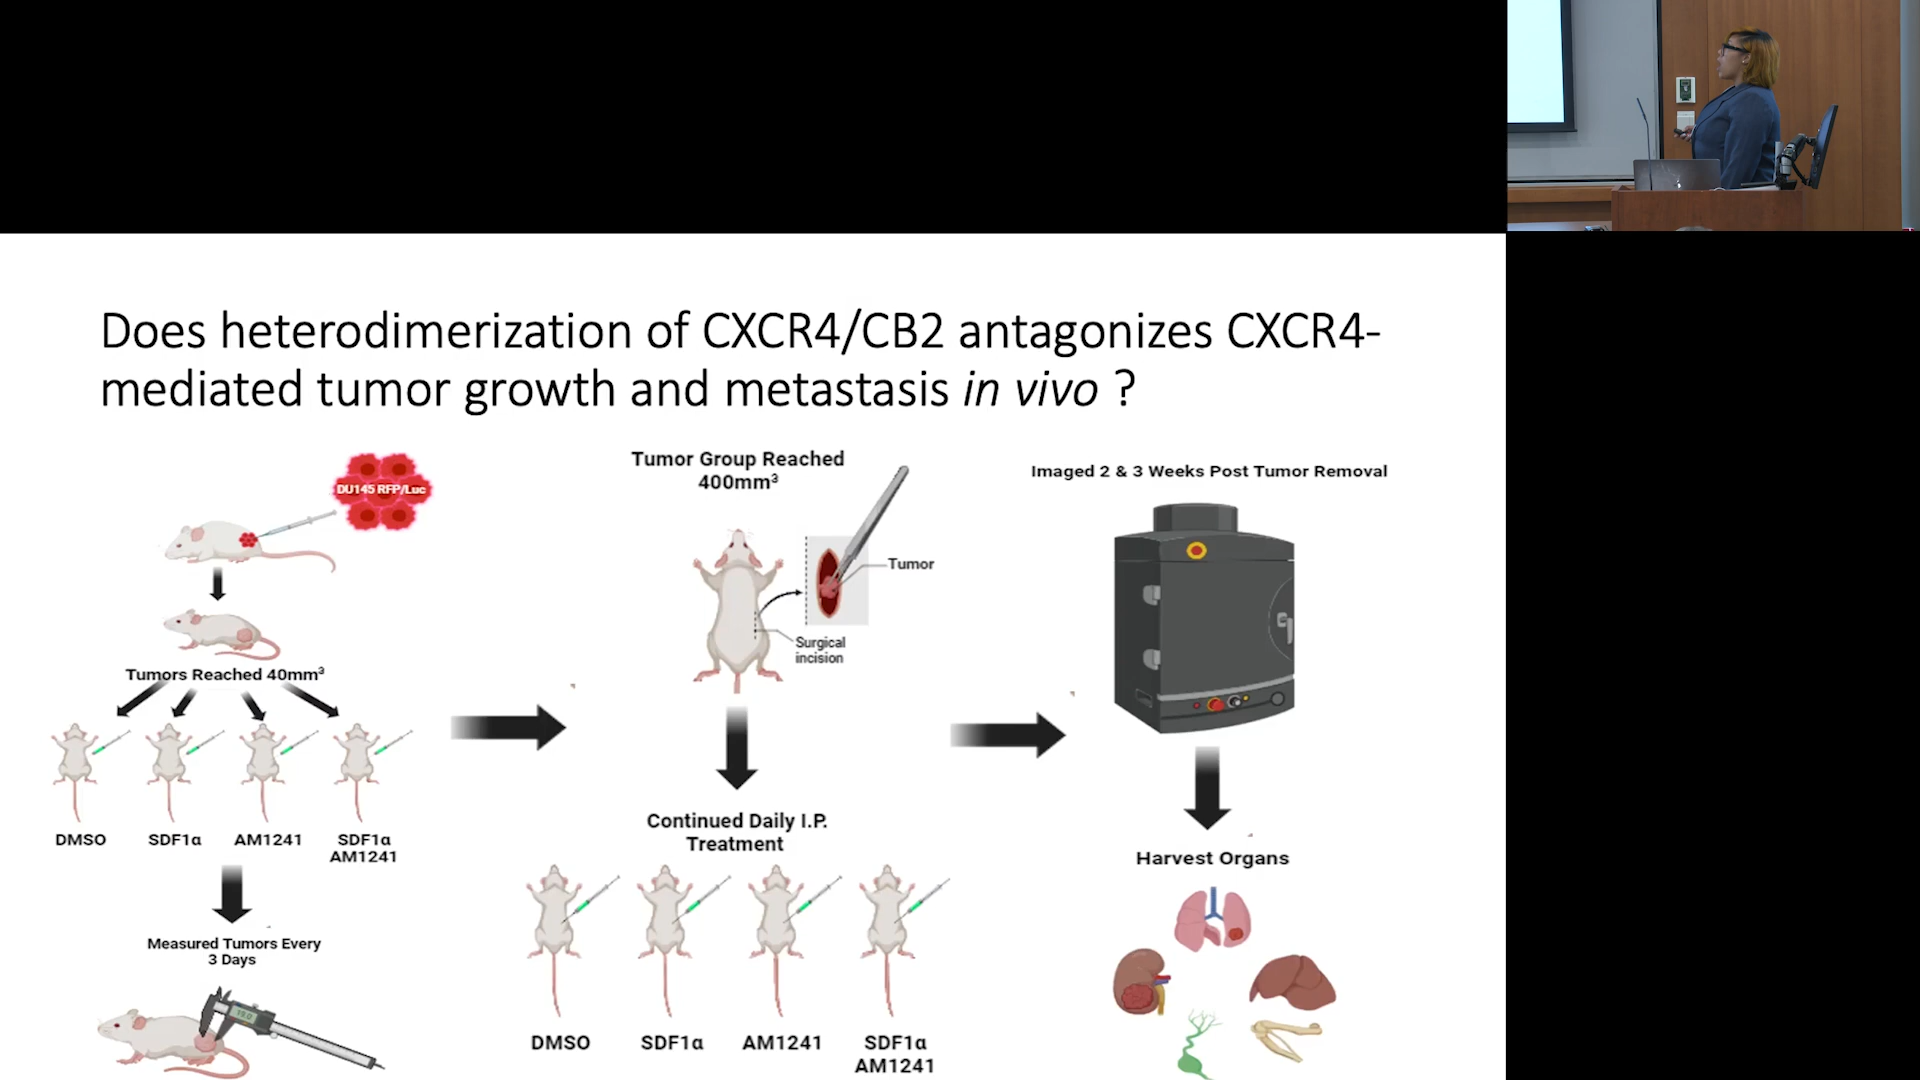 Does heterodimerization of CXCR4/CB2 antagonizes CXCR4-
mediated tumor growth and metastasis in vivo ?
DU145 RFP/Luc
Tumors Reached 40mm³
DMSO
SDF1α
AM1241
SDF1α
AM1241
Measured Tumors Every
3 Days
Tumor Group Reached
400mm³
Tumor
Surgical
incision
Continued Daily I.P.
Treatment
DMSO
SDF1α
AM1241
SDF1α
AM1241
Imaged 2 & 3 Weeks Post Tumor Removal
Harvest Organs